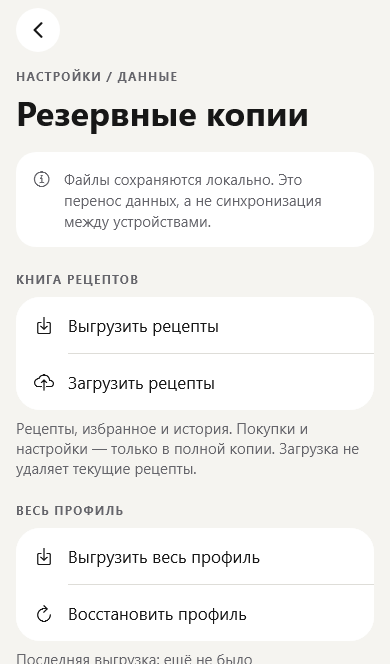 НАСТРОЙКИ / ДАННЫЕ
Резервные копии
Файлы сохраняются локально. Это
перенос данных, а не синхронизация
между устройствами.
КНИГА РЕЦЕПТОВ
Выгрузить рецепты
Загрузить рецепты
Рецепты, избранное и история. Покупки и
настройки — только в полной копии. Загрузка не
удаляет текущие рецепты.
ВЕСЬ ПРОФИЛЬ
Выгрузить весь профиль
Восстановить профиль
Последняя выгрузка: ещё не было